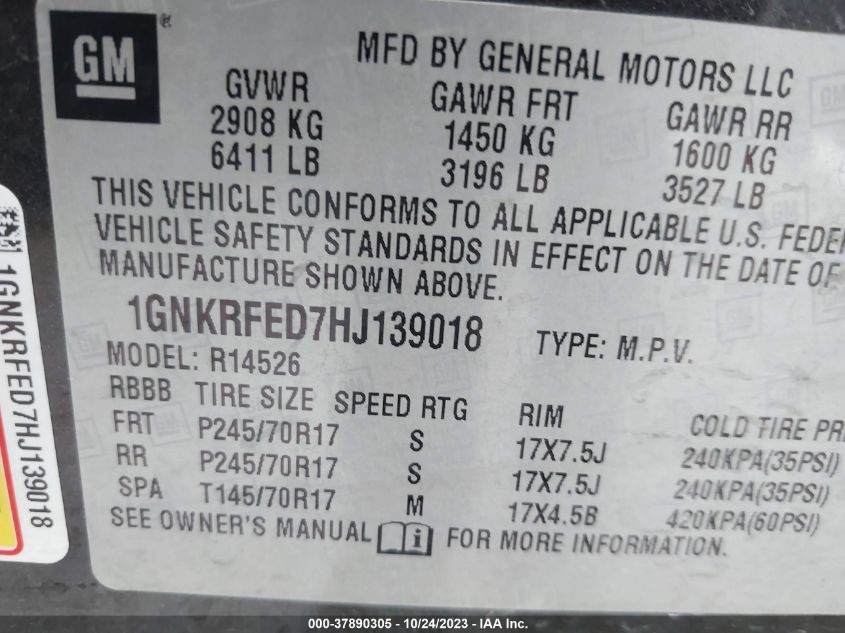 GM
MFD BY GENERAL MOTORS LLC
GVWR GAWR FRT GAWR RR
2908 KG 1450 KG 1600 KG
6411 LB 3196 LB 3527 LB
THIS VEHICLE CONFORMS TO ALL APPLICABLE U.S. FEDER
VEHICLE SAFETY STANDARDS IN EFFECT ON THE DATE OF
MANUFACTURE SHOWN ABOVE.
1GNKRFED7HJ139018 TYPE: M.P.V.
MODEL: R14526
RBBB TIRE SIZE SPEED RTG RIM COLD TIRE PR
FRT P245/70R17 S 17X7.5J 240KPA(35PSI)
RR P245/70R17 S 17X7.5J 240KPA(35PSI)
SPA T145/70R17 M 17X4.5B 420KPA(60PSI)
SEE OWNER'S MANUAL i FOR MORE INFORMATION.
1GNKRFED7HJ139018
000-37890305 - 10/24/2023 - IAA Inc.